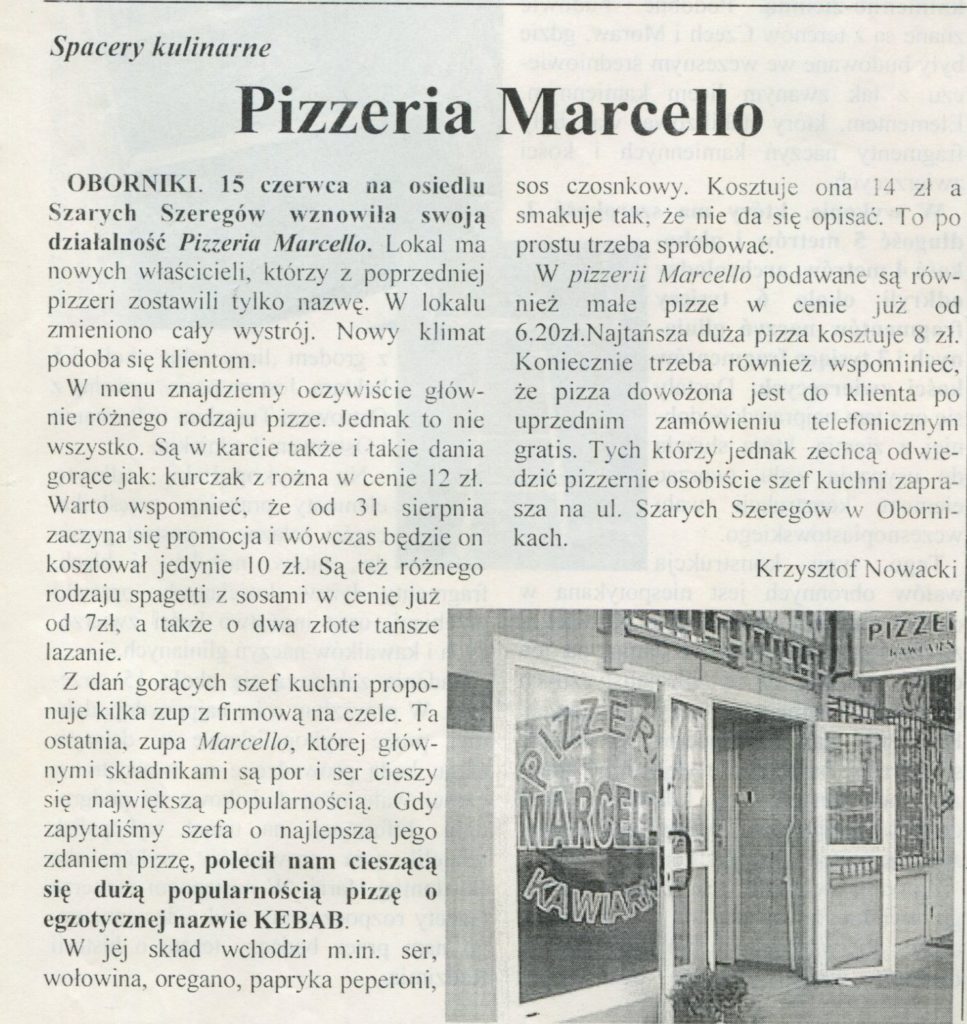 Spacery kulinarne
Pizzeria Marcello
OBORNIKI. 15 czerwca na osiedlu
Szarych Szeregów wznowiła swoją
działalność Pizzeria Marcello. Lokal ma
nowych właścicieli, którzy z poprzedniej
pizzeri zostawili tylko nazwę. W lokalu
zmieniono cały wystrój. Nowy klimat
podoba się klientom.
W menu znajdziemy oczywiście głów-
nie różnego rodzaju pizze. Jednak to nie
wszystko. Są w karcie także i takie dania
gorące jak: kurczak z rożna w cenie 12 zł.
Warto wspomnieć, że od 31 sierpnia
zaczyna się promocja i wówczas będzie on
kosztował jedynie 10 zł. Są też różnego
rodzaju spagetti z sosami w cenie już
od 7zł, a także o dwa złote tańsze
lazanie.
Z dań gorących szef kuchni propo-
nuje kilka zup z firmową na czele. Ta
ostatnia, zupa Marcello, której głów-
nymi składnikami są por i ser cieszy
się największą popularnością. Gdy
zapytaliśmy szefa o najlepszą jego
zdaniem pizzę, polecił nam cieszącą
się dużą popularnością pizzę o
egzotycznej nazwie KEBAB.
W jej skład wchodzi m.in. ser,
wołowina, oregano, papryka peperoni,
sos czosnkowy. Kosztuje ona 14 zł a
smakuje tak, że nie da się opisać. To po
prostu trzeba spróbować.
W pizzerii Marcello podawane są rów-
nież małe pizze w cenie już od
6.20zł.Najtańsza duża pizza kosztuje 8 zł.
Koniecznie trzeba również wspominieć,
że pizza dowożona jest do klienta po
uprzednim zamówieniu telefonicznym
gratis. Tych którzy jednak zechcą odwie-
dzić pizzernie osobiście szef kuchni zapra-
sza na ul. Szarych Szeregów w Oborni-
kach.
Krzysztof Nowacki
PIZZE
KAWIARN
PIZZER
MARCELL
KAWIARN